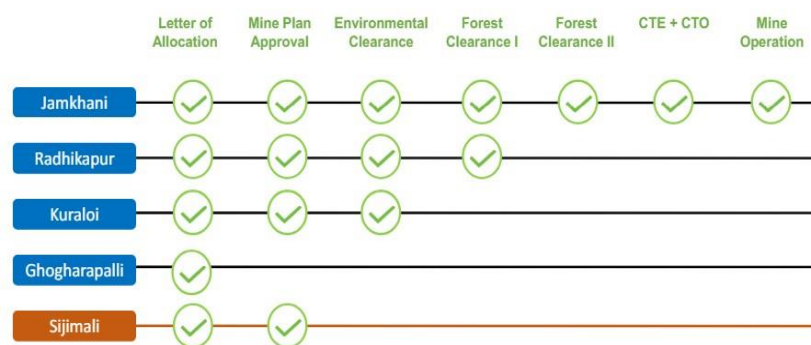 Letter of
Allocation
Mine Plan
Approval
Environmental
Clearance
Forest
Clearance I
Forest
Clearance II
CTE + CTO
Mine
Operation
Jamkhani
Radhikapur
Kuraloi
Ghogharapalli
Sijimali